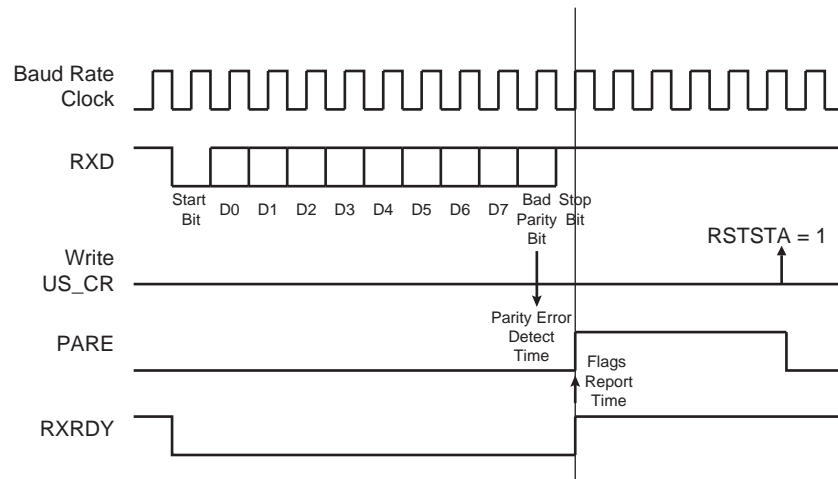 Baud Rate
Clock
RXD
Start
Bit
D0 D1 D2 D3 D4 D5 D6 D7
Bad
Parity
Bit
Stop
Bit
RSTSTA = 1
Write
US_CR
Parity Error
Detect
Time
PARE
Flags
Report
Time
RXRDY